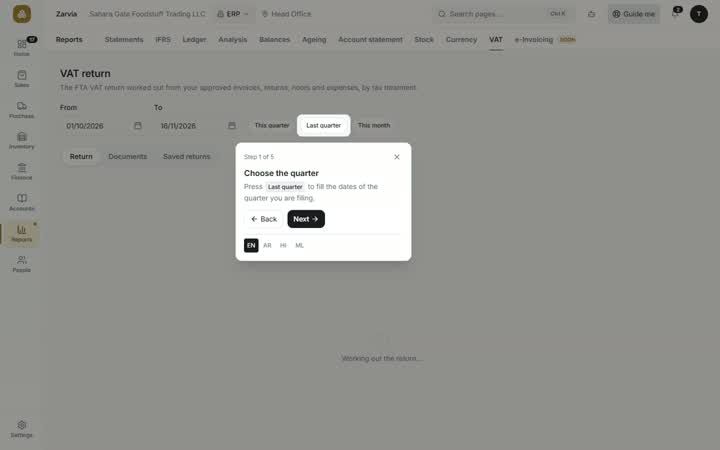 Zarvia
Sahara Gate Foodstuff Trading LLC
ERP
Head Office
Search pages...
Ctrl K
Guide me
2
T
17
Home
Sales
Purchase
Inventory
Finance
Accounts
Reports
People
Settings
Reports
Statements
IFRS
Ledger
Analysis
Balances
Ageing
Account statement
Stock
Currency
VAT
e-Invoicing
SOON
VAT return
The FTA VAT return worked out from your approved invoices, returns, notes and expenses, by tax treatment.
From
To
01/10/2026
16/11/2026
This quarter
Last quarter
This month
Return
Documents
Saved returns
Step 1 of 5
Choose the quarter
Press Last quarter to fill the dates of the
quarter you are filing.
Back
Next
EN
AR
HI
ML
Working out the return...